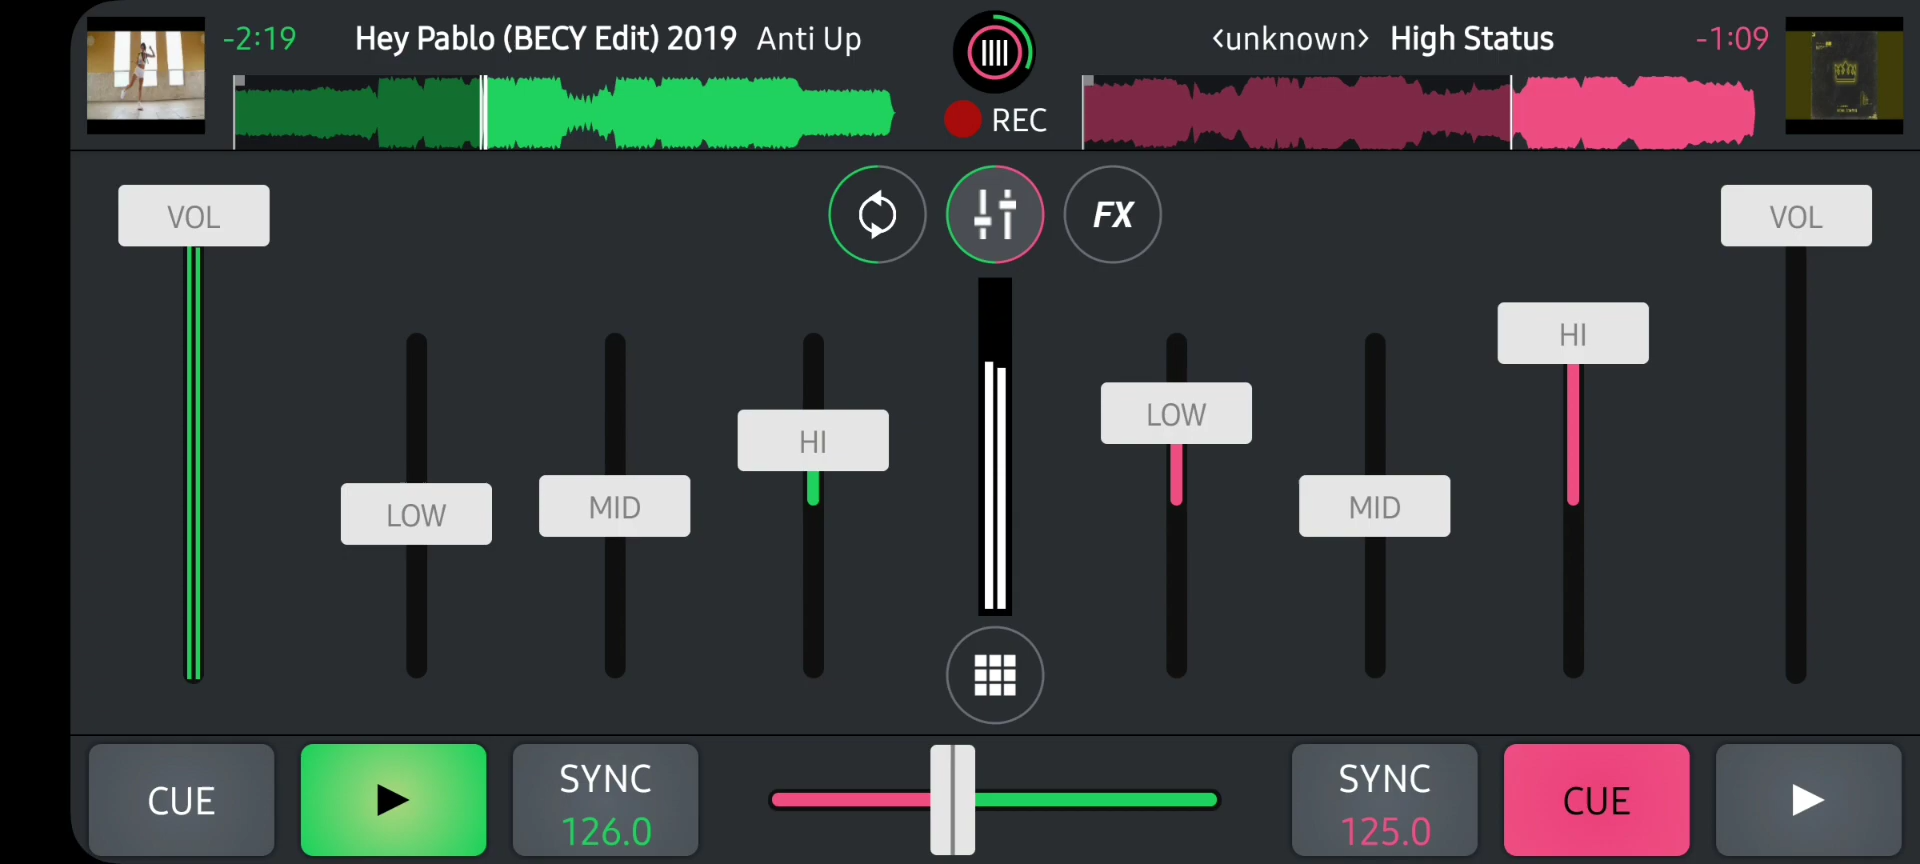 -2:19 Hey Pablo (BECY Edit) 2019 Anti Up
<unknown> High Status -1:09
REC
VOL
FX
VOL
HI
LOW
HI
LOW
MID
MID
CUE
SYNC
126.0
SYNC
125.0
CUE